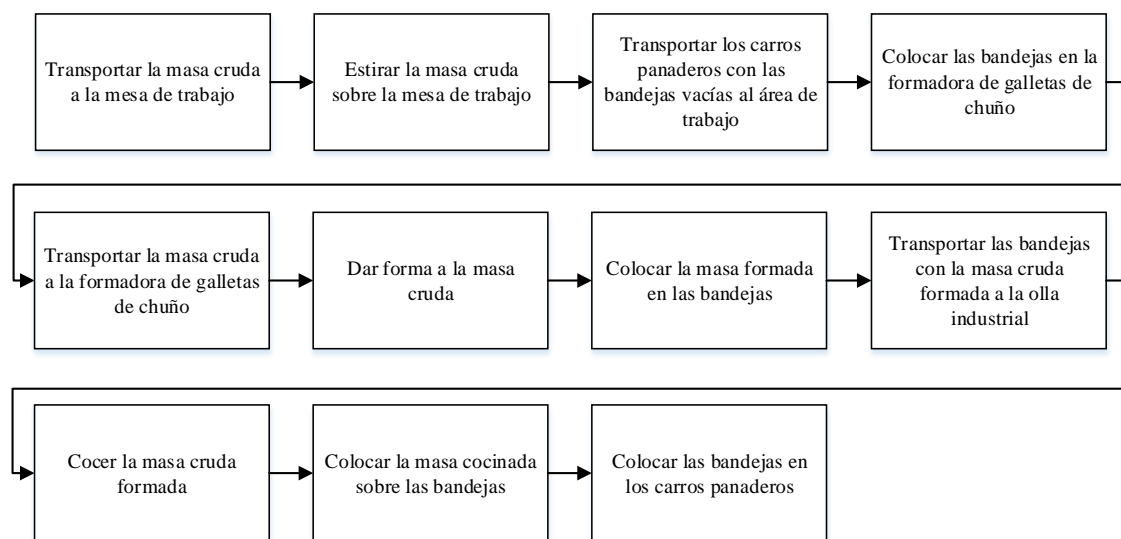 Transportar la masa cruda
a la mesa de trabajo
Estirar la masa cruda
sobre la mesa de trabajo
Transportar los carros
panaderos con las
bandejas vacías al área de
trabajo
Colocar las bandejas en la
formadora de galletas de
chuño
Transportar la masa cruda
a la formadora de galletas
de chuño
Dar forma a la masa
cruda
Colocar la masa formada
en las bandejas
Transportar las bandejas
con la masa cruda
formada a la olla
industrial
Cocer la masa cruda
formada
Colocar la masa cocinada
sobre las bandejas
Colocar las bandejas en
los carros panaderos